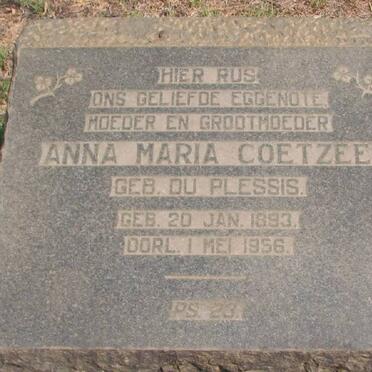 HIER RUS
ONS GELIEFDE EGGENOTE
MOEDER EN GROOTMOEDER
ANNA MARIA COETZEE
GEB. DU PLESSIS.
GEB. 20 JAN. 1893.
OORL. 1 MEI 1956.
PS. 23.